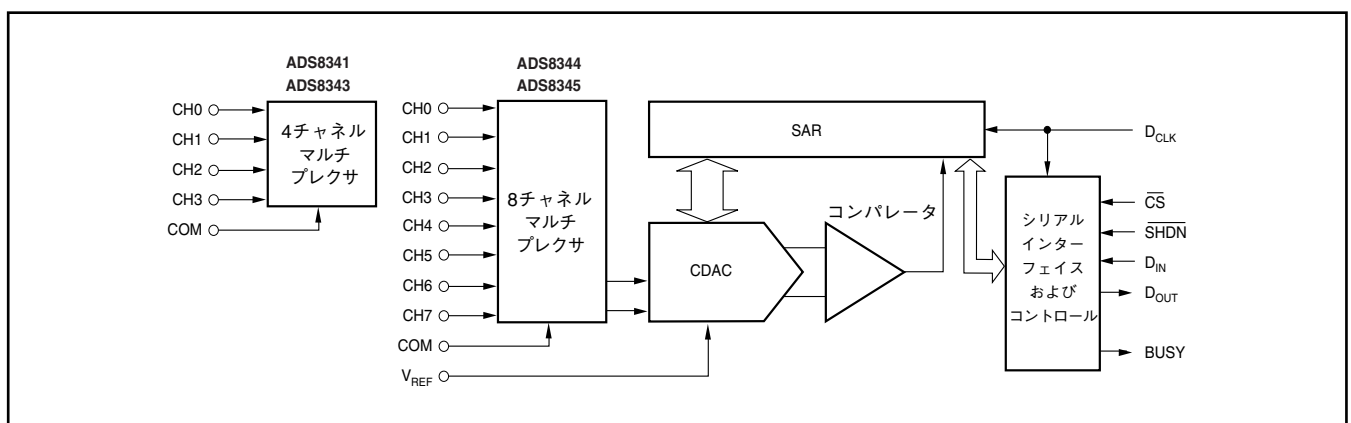 ADS8341
ADS8343
CH0
CH1
CH2
CH3
COM
4チャネル
マルチ
プレクサ
ADS8344
ADS8345
CH0
CH1
CH2
CH3
CH4
CH5
CH6
CH7
COM
VREF
8チャネル
マルチ
プレクサ
SAR
CDAC
コンパレータ
シリアル
インター
フェイス
および
コントロール
DCLK
CS
SHDN
DIN
DOUT
BUSY